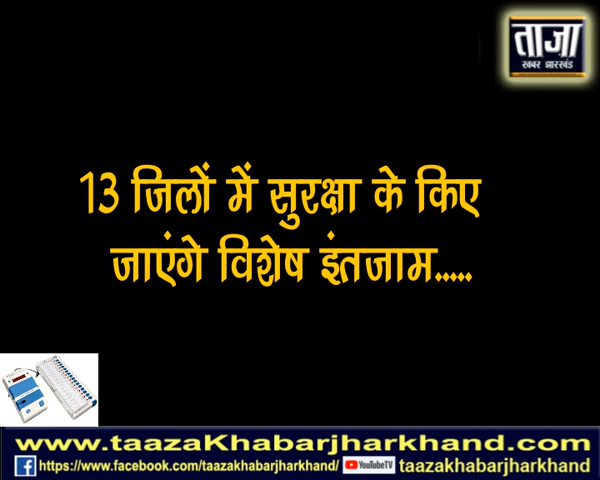 ताज़ा
खबर झारखंड
13 जिलों में सुरक्षा के किए
जाएंगे विशेष इंतजाम.....
www.taazaKhabarjharkhand.com
https://www.facebook.com/taazakhabarjharkhand/ YouTubeTV taazakhabarjharkhand